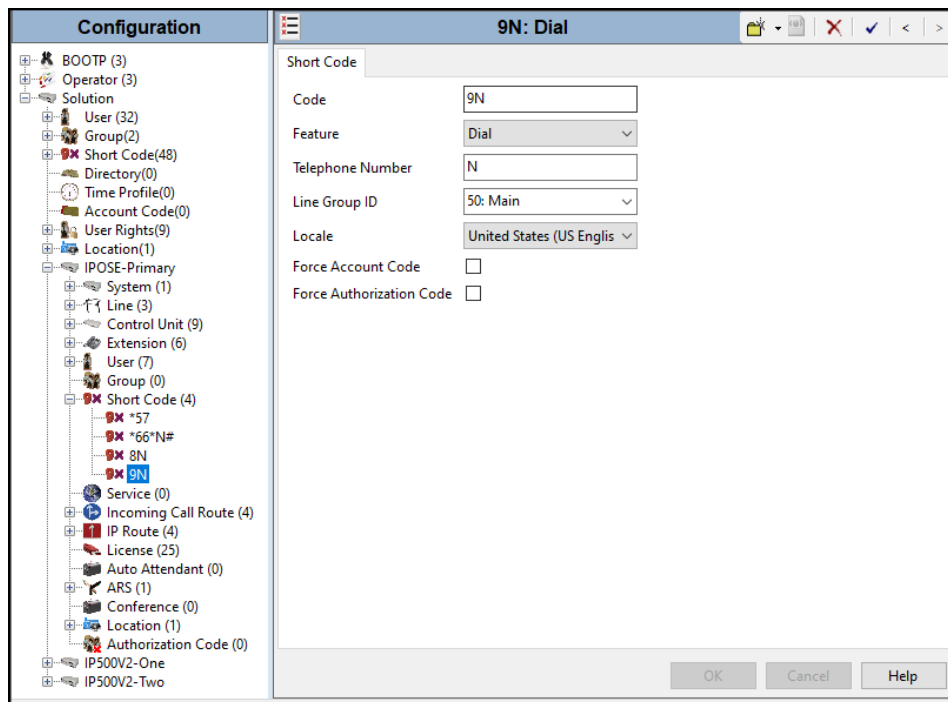 Configuration
9N: Dial
BOOTP (3)
Operator (3)
Solution
User (32)
Group(2)
Short Code(48)
Directory(0)
Time Profile(0)
Account Code(0)
User Rights(9)
Location(1)
IPOSE-Primary
System (1)
Line (3)
Control Unit (9)
Extension (6)
User (7)
Group (0)
Short Code (4)
*57
*66*N#
8N
9N
Service (0)
Incoming Call Route (4)
IP Route (4)
License (25)
Auto Attendant (0)
ARS (1)
Conference (0)
Location (1)
Authorization Code (0)
IP500V2-One
IP500V2-Two
Short Code
Code 9N
Feature Dial
Telephone Number N
Line Group ID 50: Main
Locale United States (US Englis
Force Account Code
Force Authorization Code
OK Cancel Help